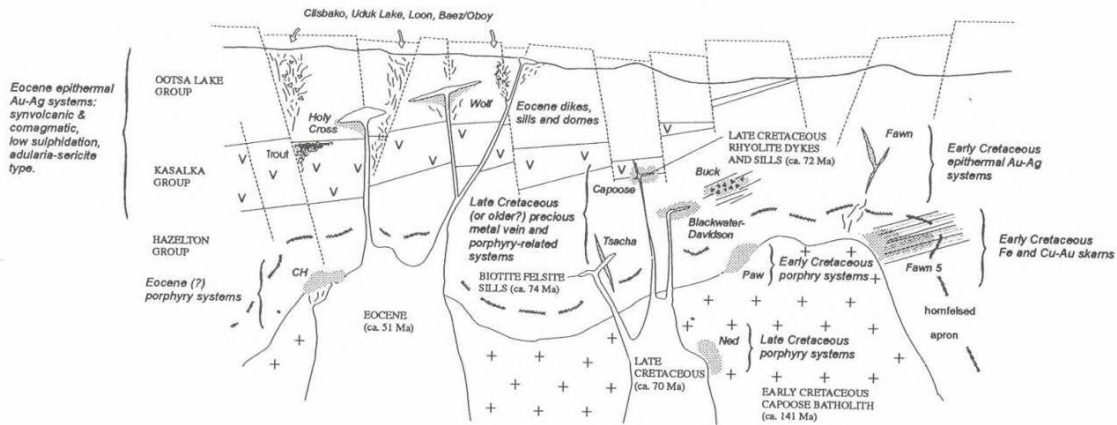 Clisbako, Uduk Lake, Loon, Baez/Oboy
OOTSA LAKE
GROUP
Eocene epithermal
Au-Ag systems:
synvolcanic &
comagmatic,
low sulphidation,
adularia-sericite
type.
Holy
Cross
Wolf
Eocene dikes,
sills and domes
Trout
KASALKA
GROUP
LATE CRETACEOUS
RHYOLITE DYKES
AND SILLS (ca. 72 Ma)
Fawn
Early Cretaceous
epithermal Au-Ag
systems
Capoose
Buck
Late Cretaceous
(or older?) precious
metal vein and
porphyry-related
systems
Blackwater-
Davidson
HAZELTON
GROUP
Tsacha
Early Cretaceous
Fe and Cu-Au skarns
CH
Eocene (?)
porphyry systems
BIOTITE FELSITE
SILLS (ca. 74 Ma)
Paw
Early Cretaceous
porphry systems
Fawn 5
EOCENE
(ca. 51 Ma)
hornfelsed
apron
Ned
Late Cretaceous
porphyry systems
LATE
CRETACEOUS
(ca. 70 Ma)
EARLY CRETACEOUS
CAPOOSE BATHOLITH
(ca. 141 Ma)
V V V V V V V V V V V